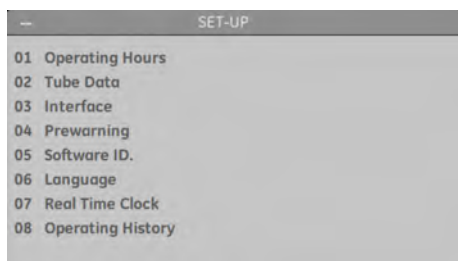 -- SET-UP
01 Operating Hours
02 Tube Data
03 Interface
04 Prewarning
05 Software ID.
06 Language
07 Real Time Clock
08 Operating History